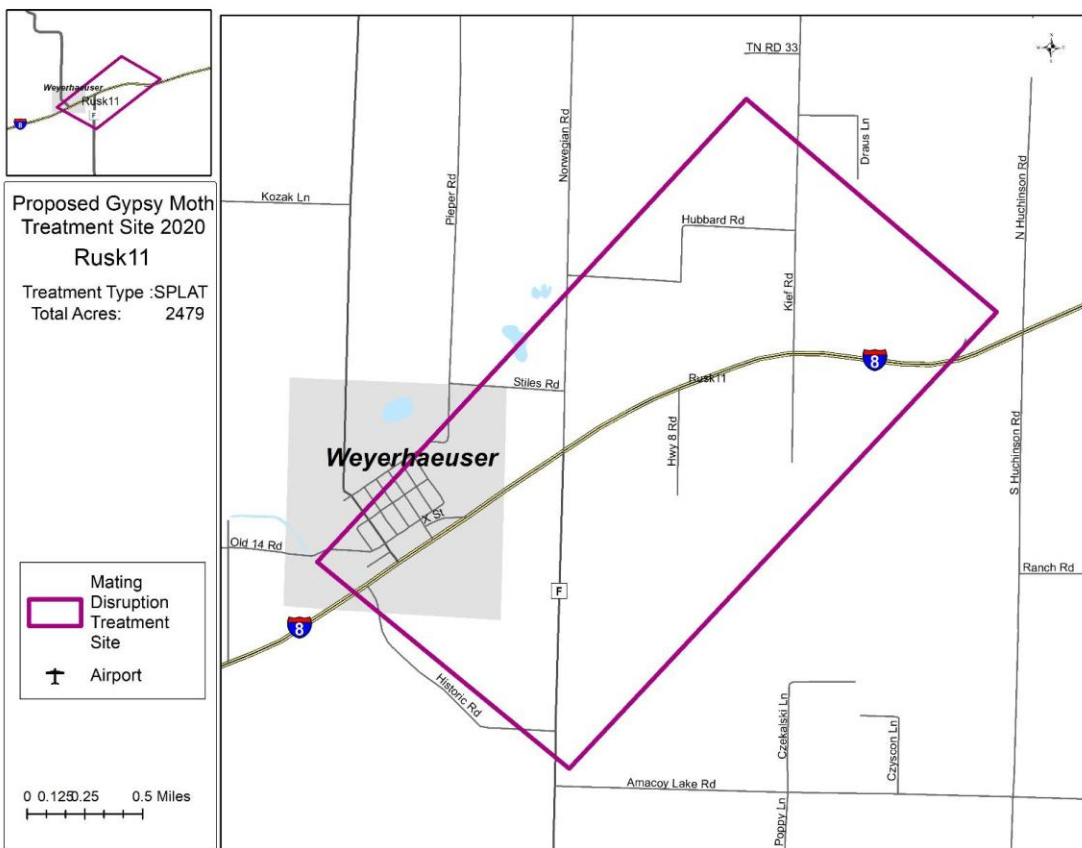 Weyerhaeuser
Rusk11
F
8
Proposed Gypsy Moth
Treatment Site 2020
Rusk11
Treatment Type :SPLAT
Total Acres: 2479
Mating
Disruption
Treatment
Site
Airport
0 0.125 0.25 0.5 Miles
TN RD 33
Draus Ln
Norwegian Rd
Pieper Rd
N Huchinson Rd
Kozak Ln
Hubbard Rd
Kief Rd
8
Stiles Rd
Rusk11
Hwy 8 Rd
S Huchinson Rd
Weyerhaeuser
X St
Old 14 Rd
Ranch Rd
F
8
Historic Rd
Czekalski Ln
Czyscon Ln
Amacoy Lake Rd
Poppy Ln